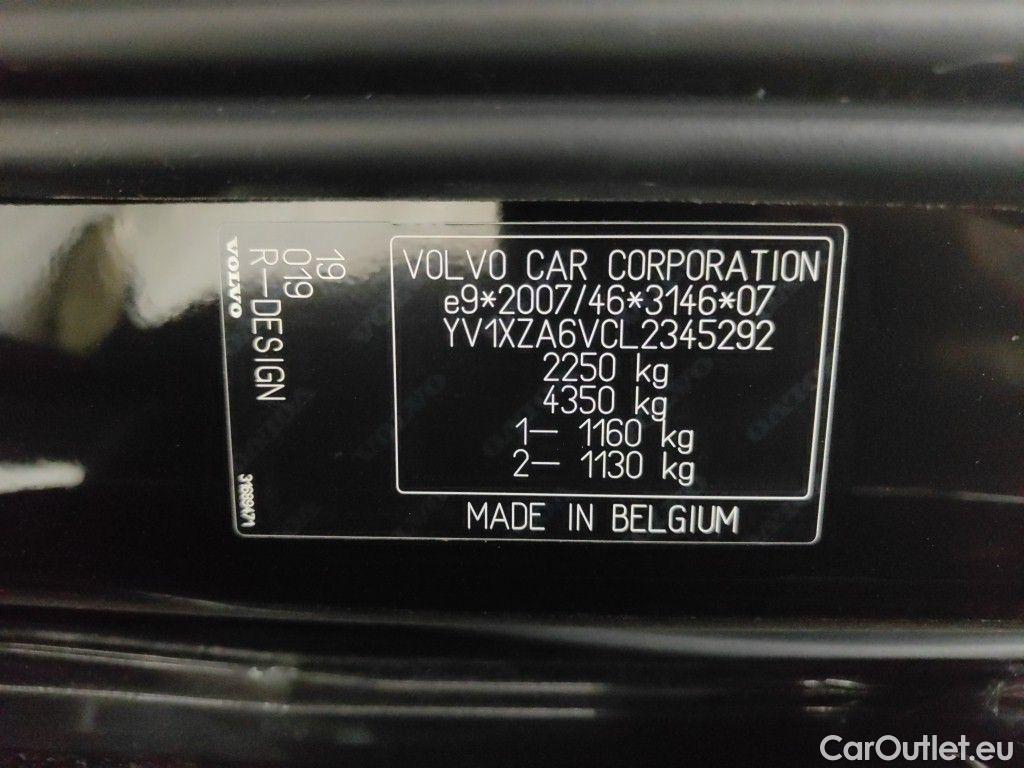 VOLVO CAR CORPORATION
e9*2007/46*3146*07
YV1XZA6VCL2345292
2250 kg
4350 kg
1— 1160 kg
2— 1130 kg
MADE IN BELGIUM
19
019
R-DESIGN
VOLVO
CarOutlet.eu